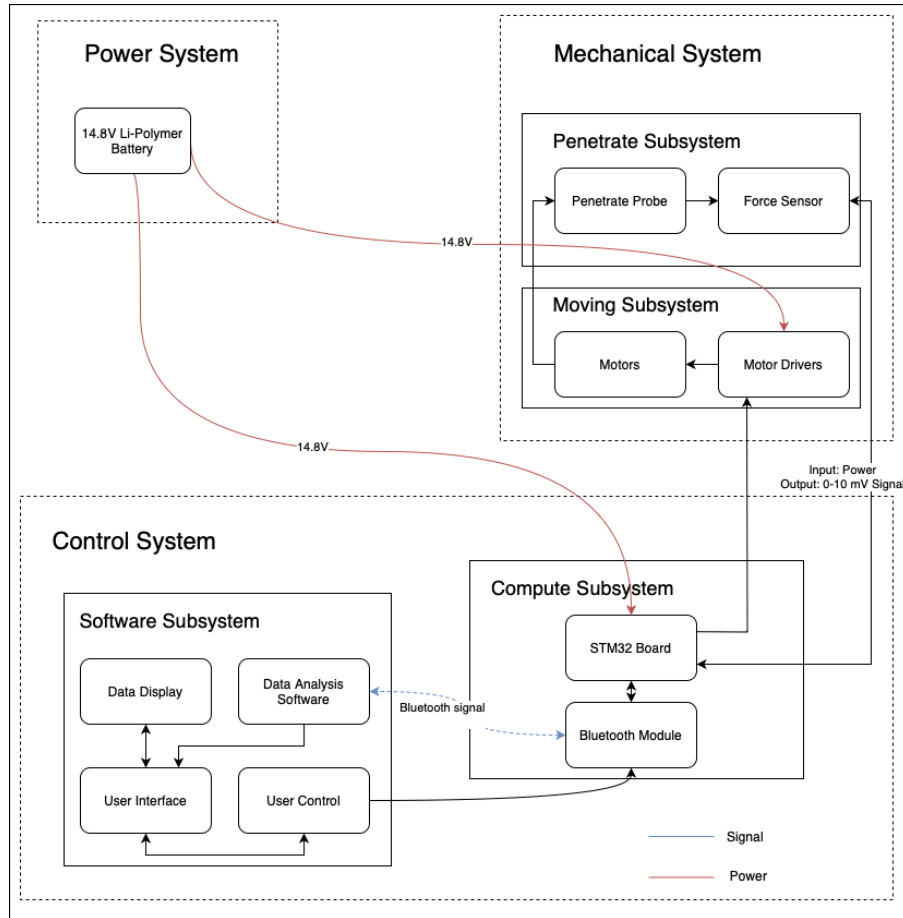 Power System
14.8V Li-Polymer
Battery
Mechanical System
Penetrate Subsystem
Penetrate Probe
Force Sensor
14.8V
Moving Subsystem
Motors
Motor Drivers
14.8V
Input: Power
Output: 0-10 mV Signal
Control System
Compute Subsystem
STM32 Board
Bluetooth Module
Software Subsystem
Data Display
Data Analysis
Software
Bluetooth signal
User Interface
User Control
Signal
Power